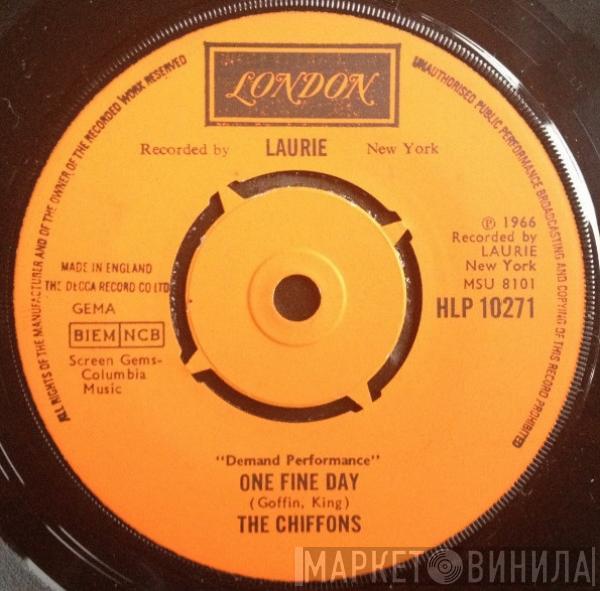 LONDON
Recorded by LAURIE New York
ALL RIGHTS OF THE MANUFACTURER AND OF THE OWNER OF THE RECORDED WORK RESERVED
UNAUTHORISED PUBLIC PERFORMANCE BROADCASTING AND COPYING OF THIS RECORD PROHIBITED
MADE IN ENGLAND
THE DECCA RECORD CO LTD
GEMA
BIEM NCB
Screen Gems-
Columbia
Music
℗ 1966
Recorded by
LAURIE
New York
MSU 8101
HLP 10271
"Demand Performance"
ONE FINE DAY
(Goffin, King)
THE CHIFFONS
МАРКЕТ ВИНИЛА